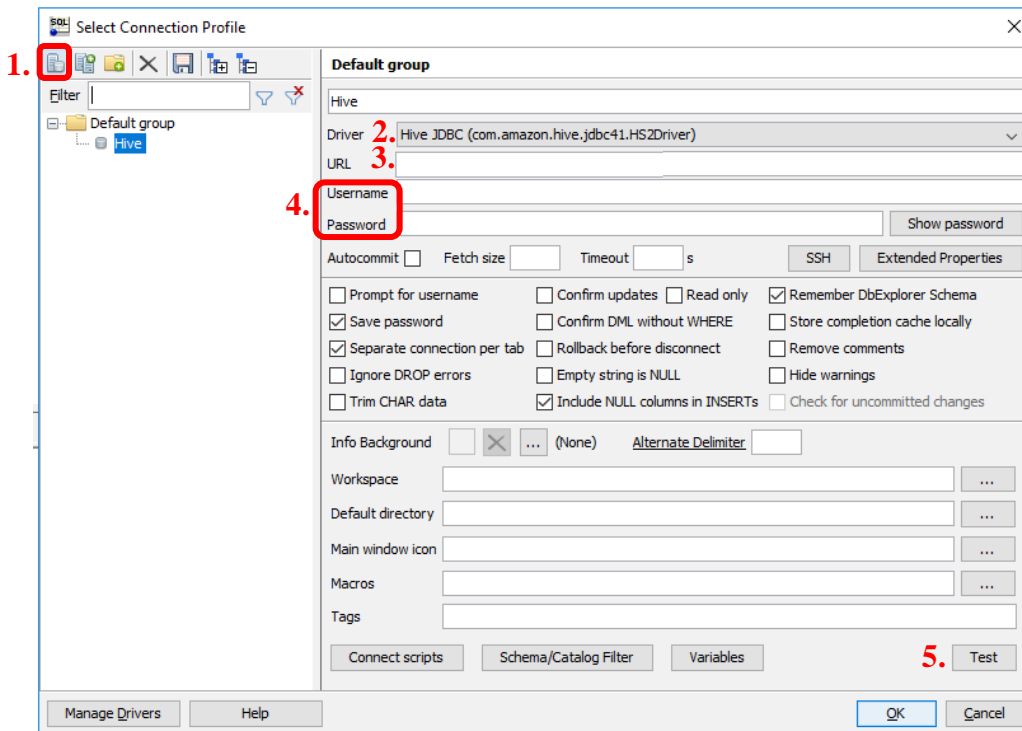 SQL Select Connection Profile
1.
Default group
Filter
Hive
Default group
Hive
Driver 2. Hive JDBC (com.amazon.hive.jdbc41.HS2Driver)
URL 3.
4. Username
Password Show password
Autocommit Fetch size Timeout s SSH Extended Properties
Prompt for username Confirm updates Read only Remember DbExplorer Schema
Save password Confirm DML without WHERE Store completion cache locally
Separate connection per tab Rollback before disconnect Remove comments
Ignore DROP errors Empty string is NULL Hide warnings
Trim CHAR data Include NULL columns in INSERTs Check for uncommitted changes
Info Background ... (None) Alternate Delimiter
Workspace ...
Default directory ...
Main window icon ...
Macros ...
Tags
Connect scripts Schema/Catalog Filter Variables 5. Test
Manage Drivers Help OK Cancel